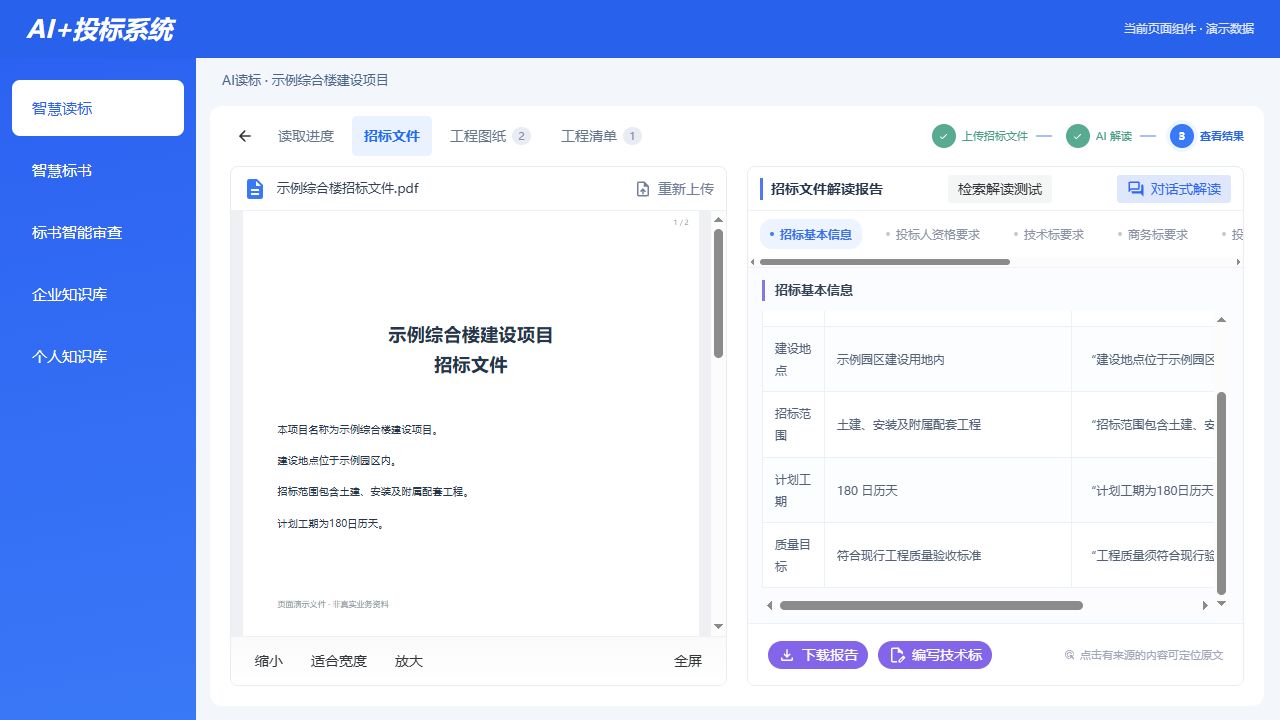 AI+投标系统
当前页面组件 · 演示数据
智慧读标
智慧标书
标书智能审查
企业知识库
个人知识库
AI读标 · 示例综合楼建设项目
读取进度
招标文件
工程图纸 2
工程清单 1
上传招标文件
AI 解读
3 查看结果
示例综合楼招标文件.pdf
重新上传
1 / 2
示例综合楼建设项目
招标文件
本项目名称为示例综合楼建设项目。
建设地点位于示例园区内。
招标范围包含土建、安装及附属配套工程。
计划工期为180日历天。
页面演示文件 · 非真实业务资料
缩小
适合宽度
放大
全屏
招标文件解读报告
检索解读测试
对话式解读
• 招标基本信息
• 投标人资格要求
• 技术标要求
• 商务标要求
• 投
招标基本信息
建设地
点
示例园区建设用地内
“建设地点位于示例园区
招标范
围
土建、安装及附属配套工程
“招标范围包含土建、安
计划工
期
180 日历天
“计划工期为180日历天
质量目
标
符合现行工程质量验收标准
“工程质量须符合现行验
下载报告
编写技术标
点击有来源的内容可定位原文